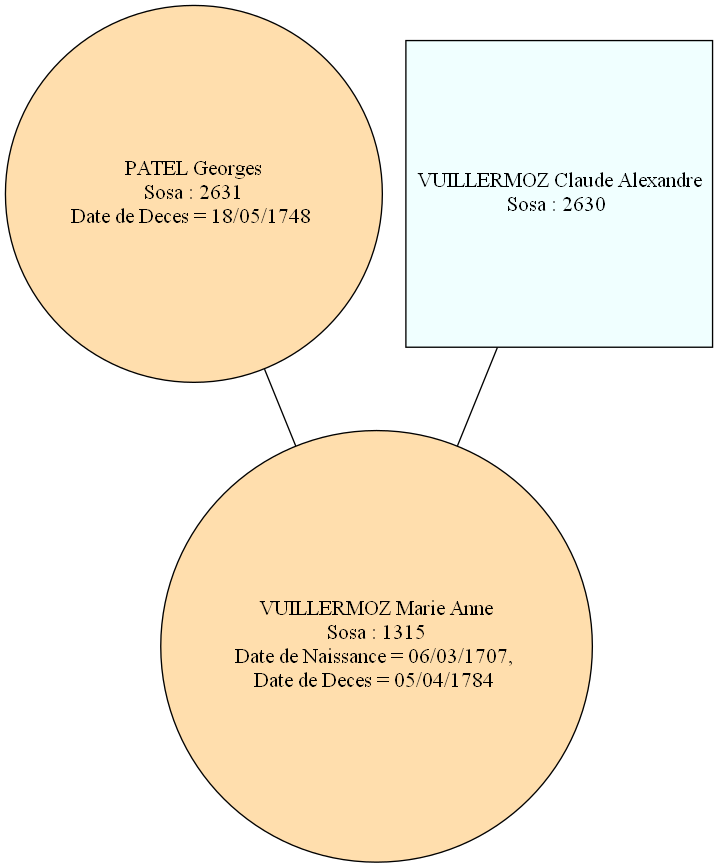 PATEL Georges
Sosa : 2631
Date de Deces = 18/05/1748
VUILLERMOZ Claude Alexandre
Sosa : 2630
VUILLERMOZ Marie Anne
Sosa : 1315
Date de Naissance = 06/03/1707,
Date de Deces = 05/04/1784